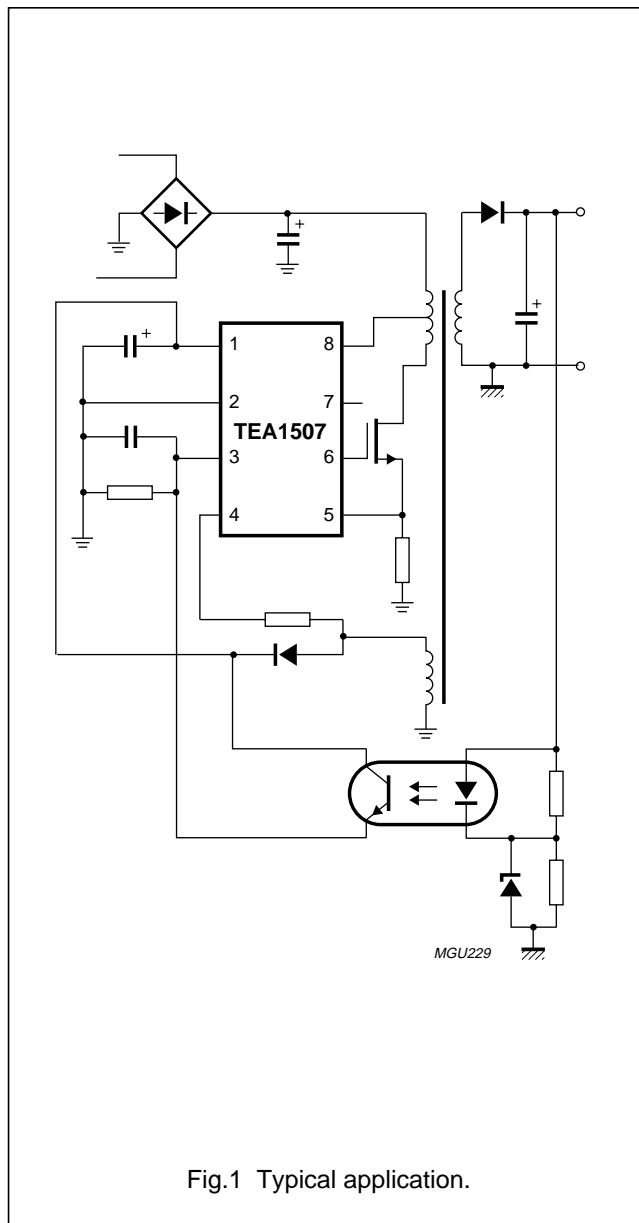 +
+
+
1 8
2 7
TEA1507
3 6
4 5
MGU229
Fig.1 Typical application.